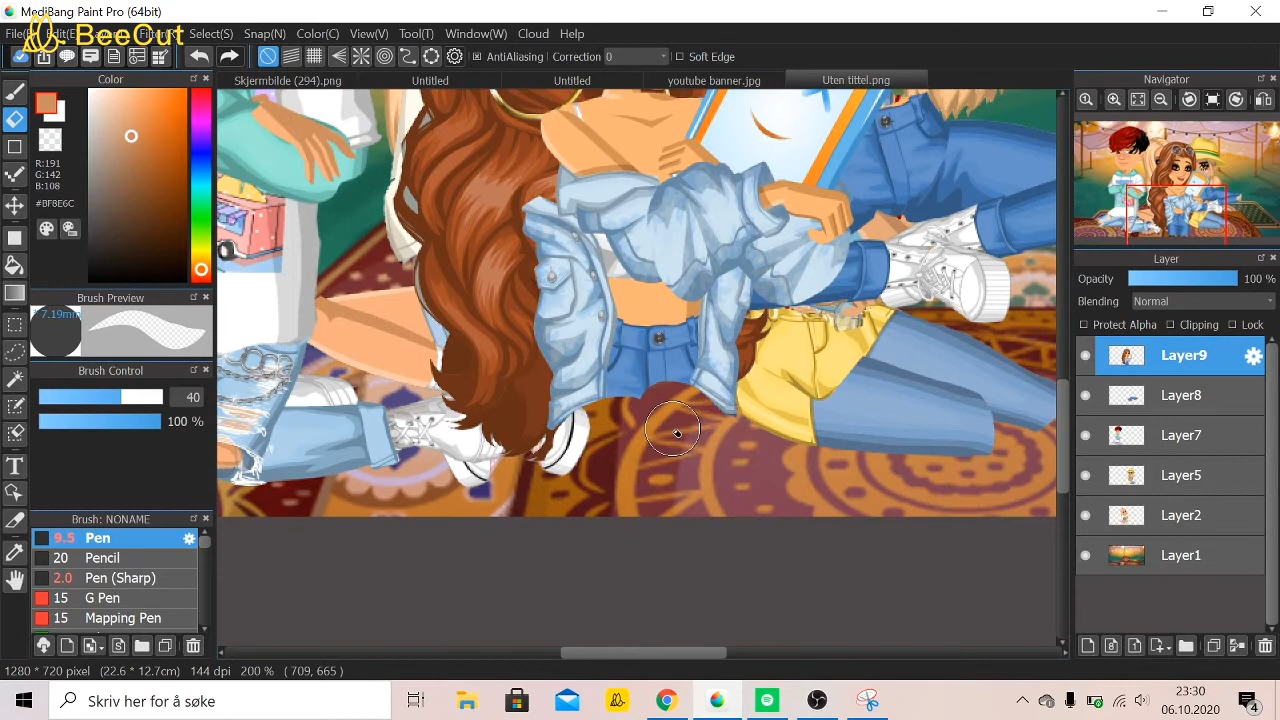 MediBang Paint Pro (64bit)
BeeCut
File(F) Edit(E) Layer(L) Filter(F) Select(S) Snap(N) Color(C) View(V) Tool(T) Window(W) Cloud Help
AntiAliasing Correction 0 Soft Edge
Color
Skjermbilde (294).png Untitled Untitled youtube banner.jpg Uten tittel.png
Navigator
R:191
G:142
B:108
#BF8E6C
Layer
Opacity 100 %
Brush Preview
Blending Normal
* 7.19mm
Protect Alpha Clipping Lock
Layer9
Brush Control
Layer8
40
100 %
Layer7
Layer5
Layer2
Brush: NONAME
9.5 Pen
20 Pencil
Layer1
2.0 Pen (Sharp)
15 G Pen
15 Mapping Pen
1280 * 720 pixel (22.6 * 12.7cm) 144 dpi 200 % ( 709, 665 )
Skriv her for å søke
23:30
06.10.2020
4